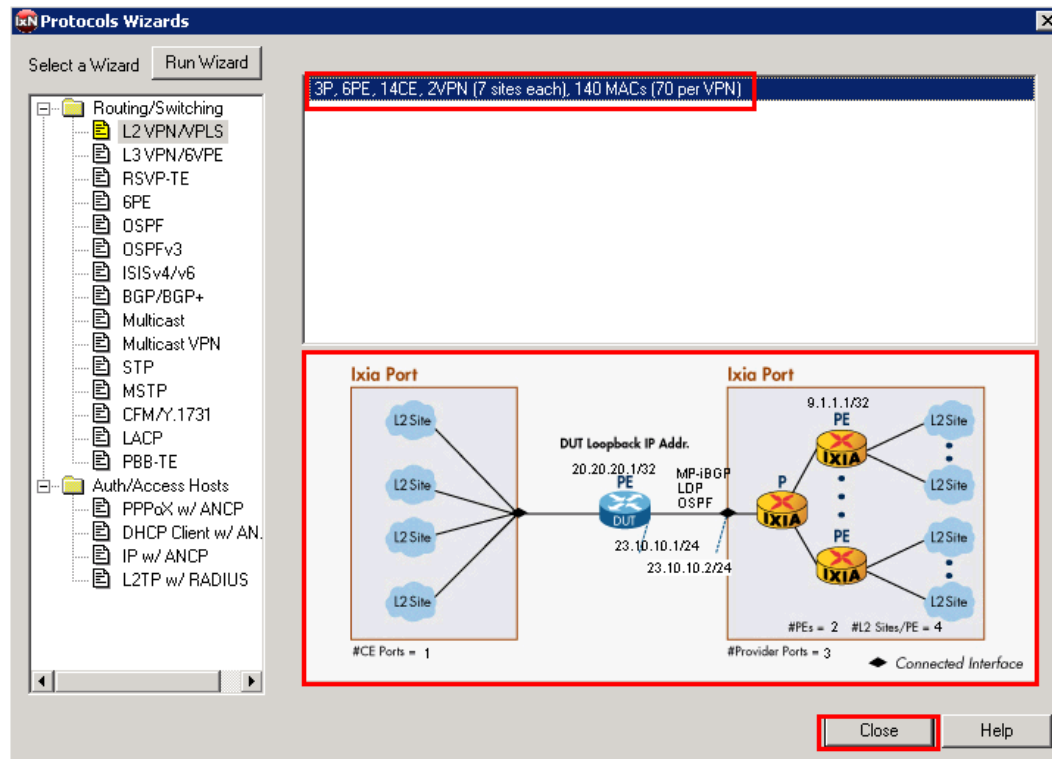 IxN Protocols Wizards
Select a Wizard
Run Wizard
Routing/Switching
L2 VPN/VPLS
L3 VPN/6VPE
RSVP-TE
6PE
OSPF
OSPFv3
ISISv4/v6
BGP/BGP+
Multicast
Multicast VPN
STP
MSTP
CFM/Y.1731
LACP
PBB-TE
Auth/Access Hosts
PPPoX w/ ANCP
DHCP Client w/ AN.
IP w/ ANCP
L2TP w/ RADIUS
3P, 6PE, 14CE, 2VPN (7 sites each), 140 MACs (70 per VPN)
Ixia Port
L2 Site
L2 Site
L2 Site
L2 Site
#CE Ports = 1
DUT Loopback IP Addr.
20.20.20.1/32
PE
DUT
MP-iBGP
LDP
OSPF
23.10.10.1/24
23.10.10.2/24
Ixia Port
9.1.1.1/32
PE
IXIA
P
IXIA
PE
IXIA
L2 Site
L2 Site
L2 Site
L2 Site
#PEs = 2 #L2 Sites/PE = 4
#Provider Ports = 3
Connected Interface
Close
Help